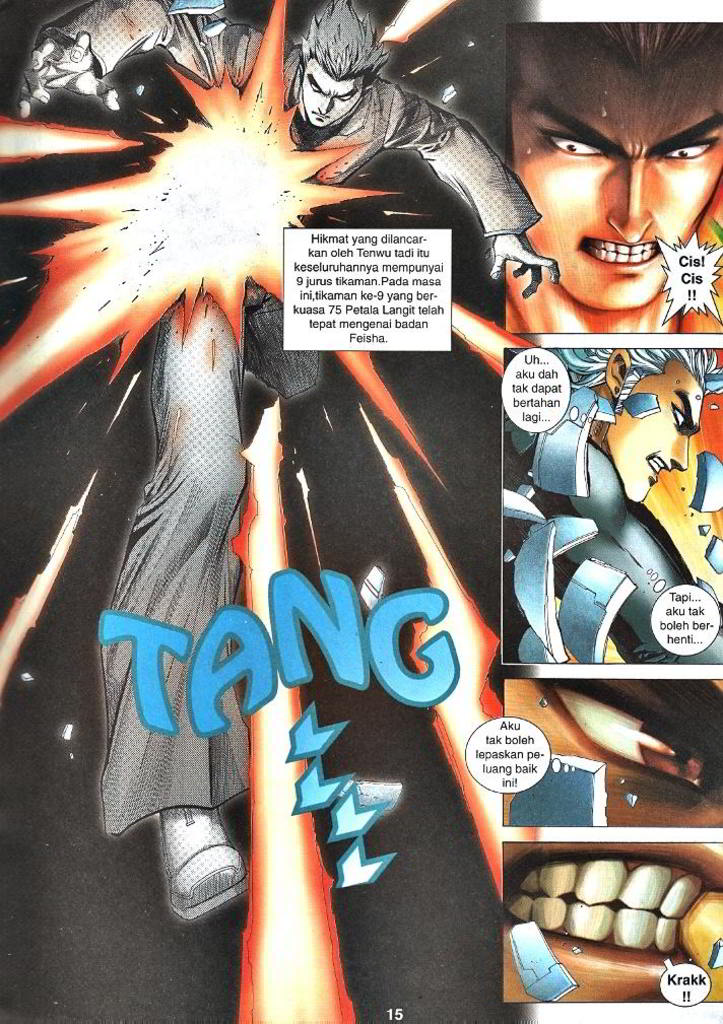 Hikmat yang dilancar-
kan oleh Tenwu tadi itu
keseluruhannya mempunyai
9 jurus tikaman.Pada masa
ini,tikaman ke-9 yang ber-
kuasa 75 Petala Langit telah
tepat mengenai badan
Feisha.
Cis!
Cis
!!
Uh...
aku dah
tak dapat
bertahan
lagi...
Tapi...
aku tak
boleh ber-
henti...
TANG
Aku
tak boleh
lepaskan pe-
luang baik
ini!
Krakk
!!
15